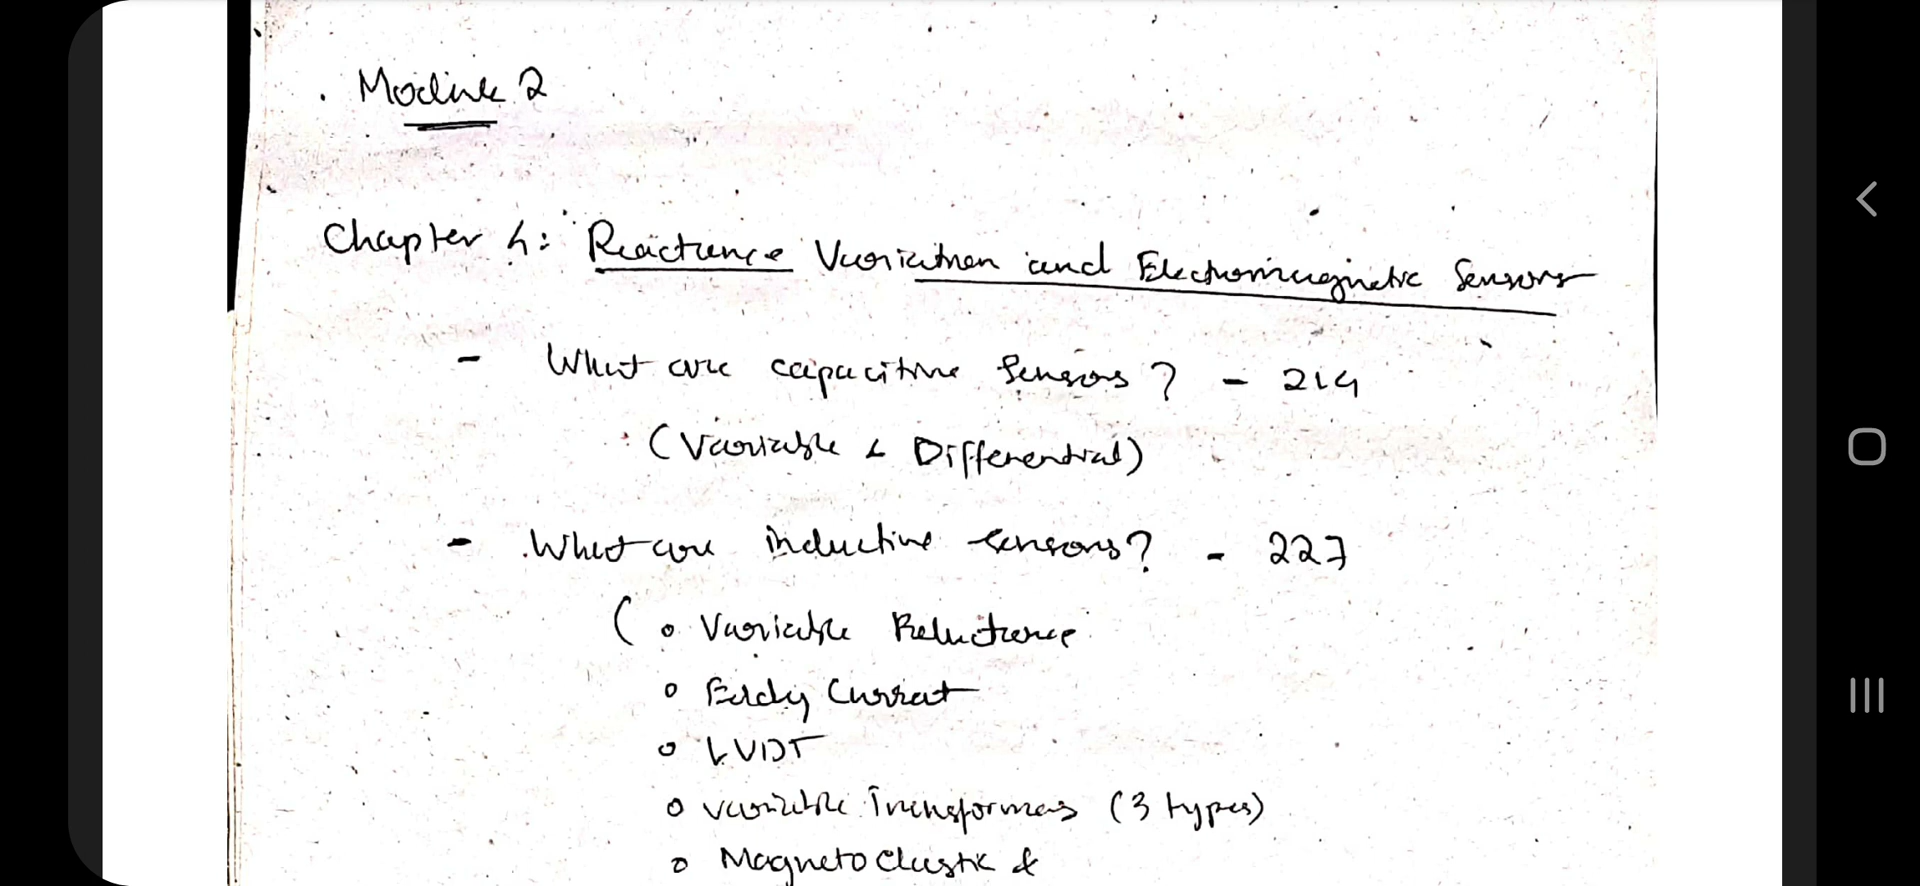 Module 2
Chapter 4: Reactance Variation and Electromagnetic Sensors
- What are capacitive sensors? - 214
(Variable & Differential)
- What are inductive sensors? - 227
( o Variable Reluctance
o Eddy Current
o LVDT
o Variable Transformers (3 types)
o Magneto elastic &